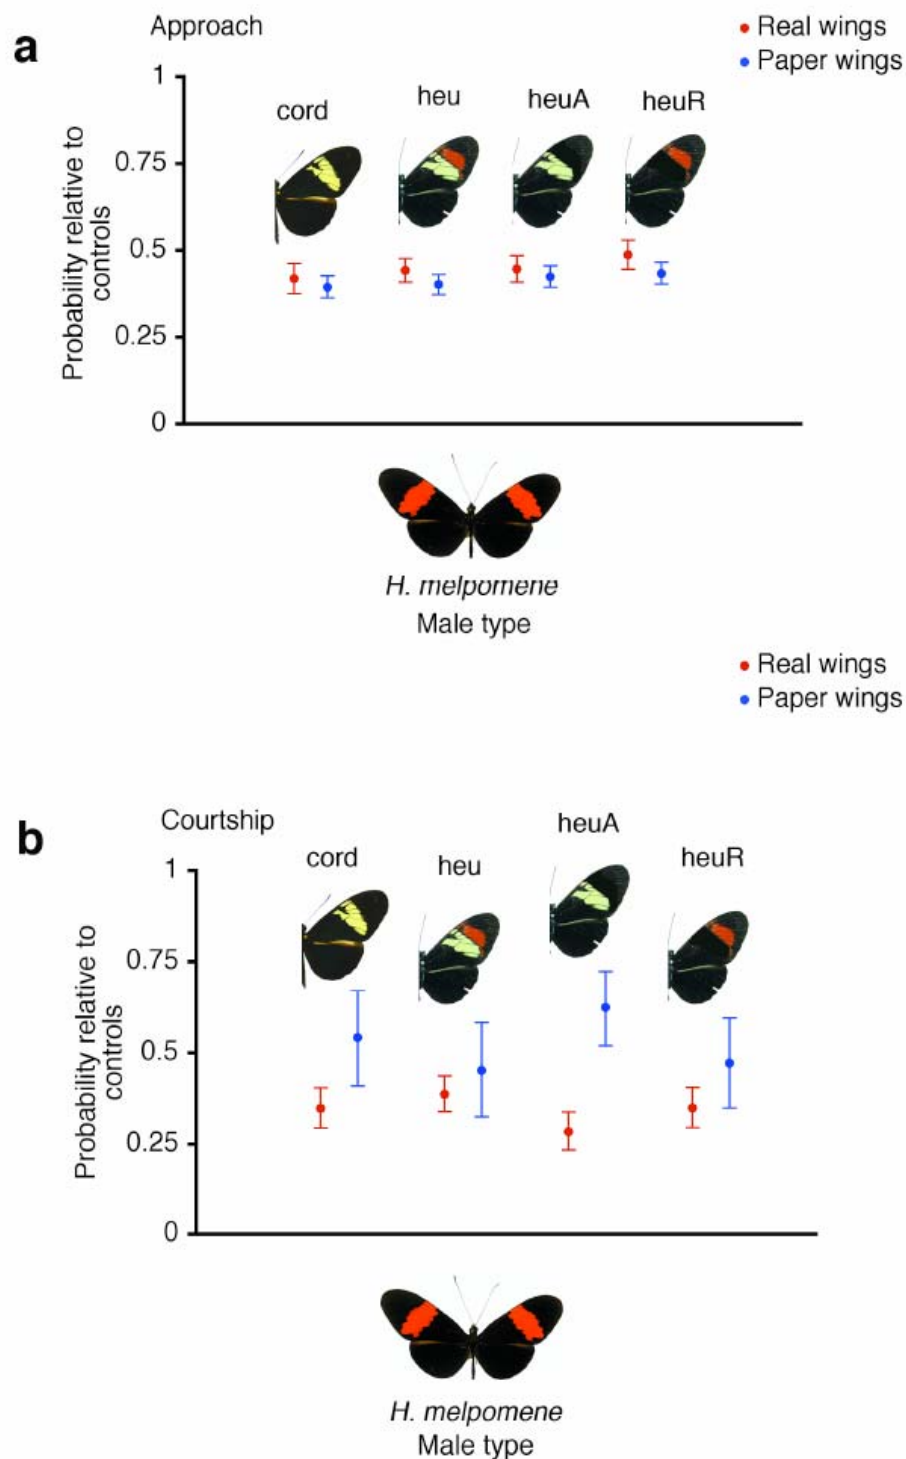 a
Approach
Real wings
Paper wings
cord
heu
heuA
heuR
1
0.75
0.5
0.25
0
Probability relative to
controls
H. melpomene
Male type
Real wings
Paper wings
b
Courtship
cord
heu
heuA
heuR
1
0.75
0.5
0.25
0
Probability relative to
controls
H. melpomene
Male type